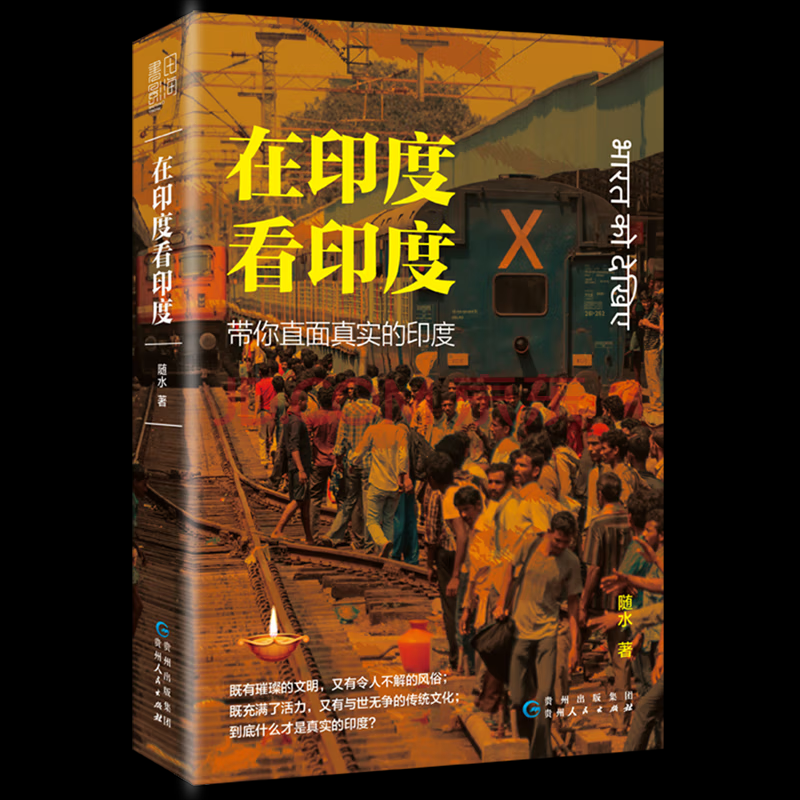 在印度看印度
随水 著
贵州出版集团
贵州人民出版社
在印度
看印度
带你直面真实的印度
भारत को देखिए
X
随水 著
既有璀璨的文明，又有令人不解的风俗；
既充满了活力，又有与世无争的传统文化；
到底什么才是真实的印度？
贵州出版集团
贵州人民出版社